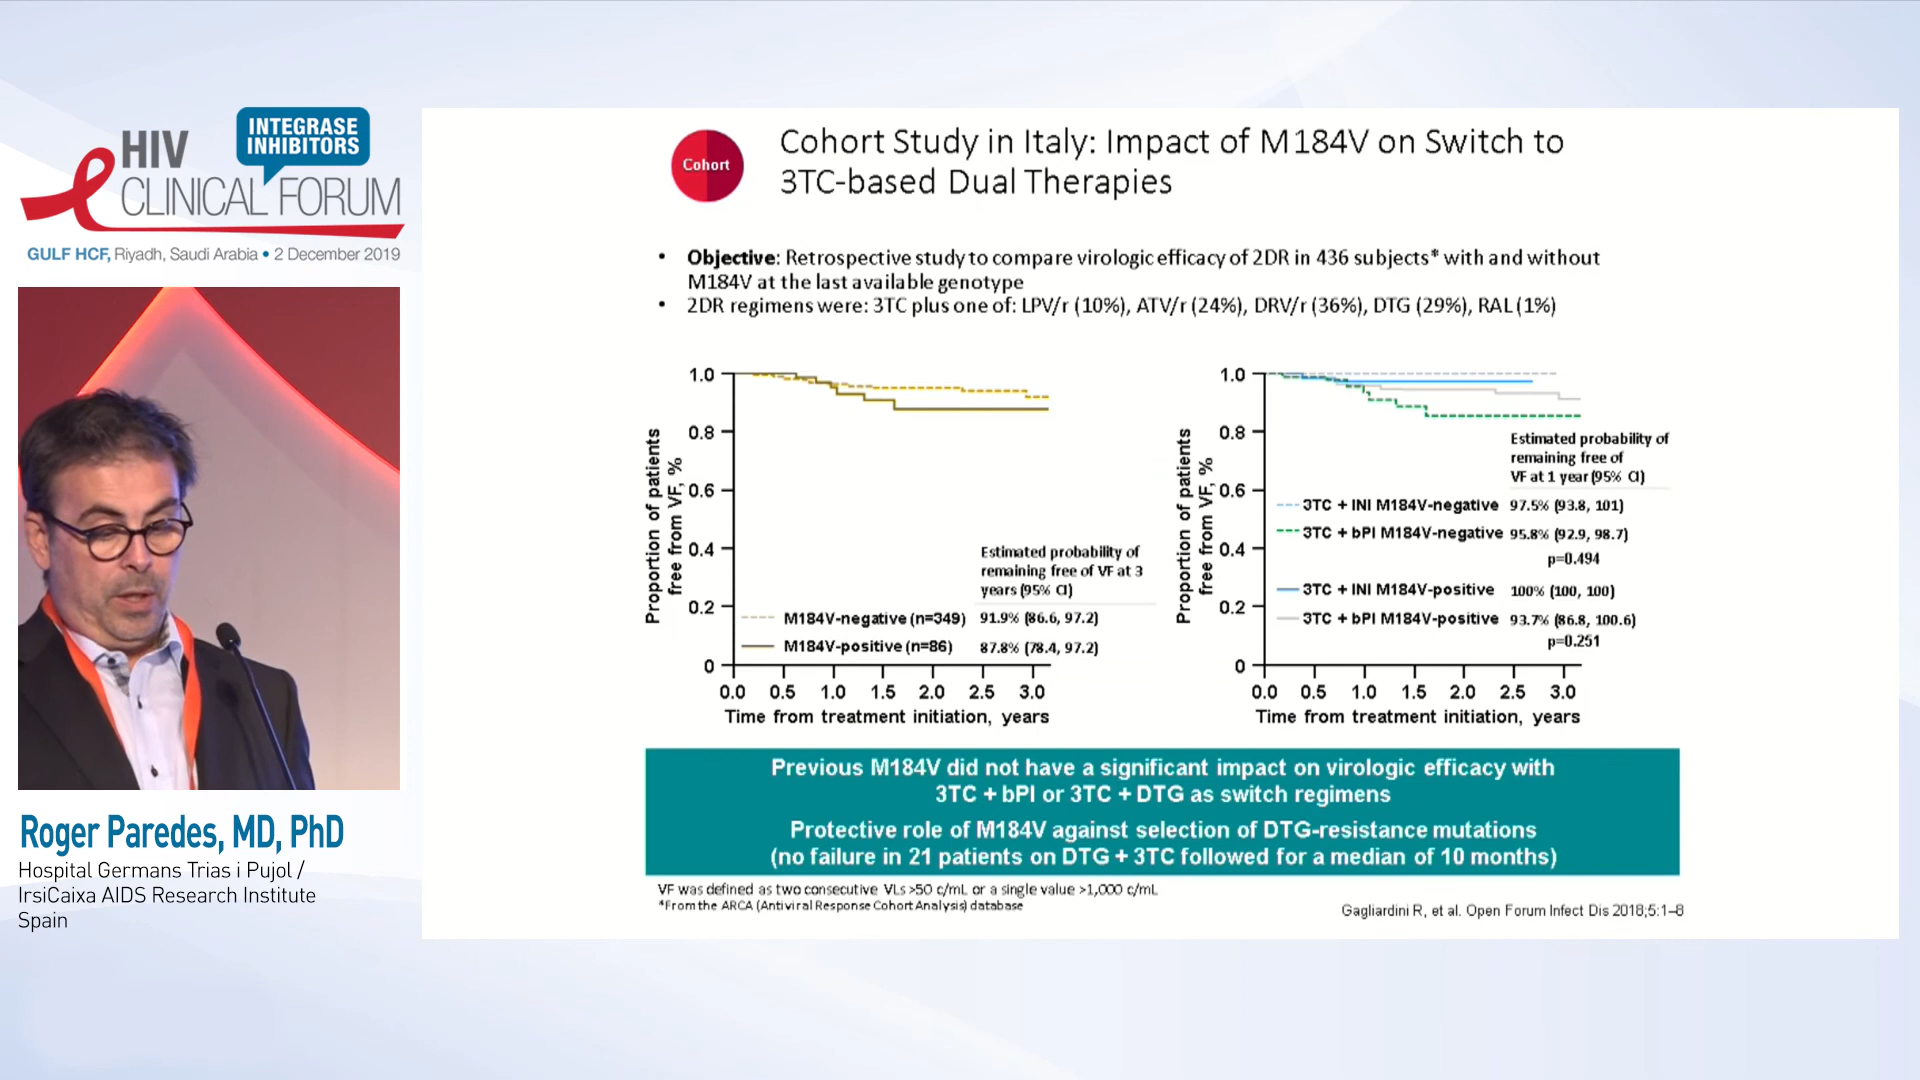 HIV
INTEGRASE
INHIBITORS
CLINICAL FORUM
GULF HCF, Riyadh, Saudi Arabia • 2 December 2019
Roger Paredes, MD, PhD
Hospital Germans Trias i Pujol /
IrsiCaixa AIDS Research Institute
Spain
Cohort
Cohort Study in Italy: Impact of M184V on Switch to
3TC-based Dual Therapies
• Objective: Retrospective study to compare virologic efficacy of 2DR in 436 subjects* with and without
M184V at the last available genotype
• 2DR regimens were: 3TC plus one of: LPV/r (10%), ATV/r (24%), DRV/r (36%), DTG (29%), RAL (1%)
Proportion of patients
free from VF, %
1.0
0.8
0.6
0.4
0.2
0
Estimated probability of
remaining free of VF at 3
years (95% CI)
M184V-negative (n=349) 91.9% (86.6, 97.2)
M184V-positive (n=86) 87.8% (78.4, 97.2)
0.0 0.5 1.0 1.5 2.0 2.5 3.0
Time from treatment initiation, years
Proportion of patients
free from VF, %
1.0
0.8
0.6
0.4
0.2
0
Estimated probability of
remaining free of
VF at 1 year (95% CI)
3TC + INI M184V-negative 97.5% (93.8, 101)
3TC + bPI M184V-negative 95.8% (92.9, 98.7)
p=0.494
3TC + INI M184V-positive 100% (100, 100)
3TC + bPI M184V-positive 93.7% (86.8, 100.6)
p=0.251
0.0 0.5 1.0 1.5 2.0 2.5 3.0
Time from treatment initiation, years
Previous M184V did not have a significant impact on virologic efficacy with
3TC + bPI or 3TC + DTG as switch regimens
Protective role of M184V against selection of DTG-resistance mutations
(no failure in 21 patients on DTG + 3TC followed for a median of 10 months)
VF was defined as two consecutive VLs >50 c/mL or a single value >1,000 c/mL
*From the ARCA (Antiviral Response Cohort Analysis) database
Gagliardini R, et al. Open Forum Infect Dis 2018;5:1–8